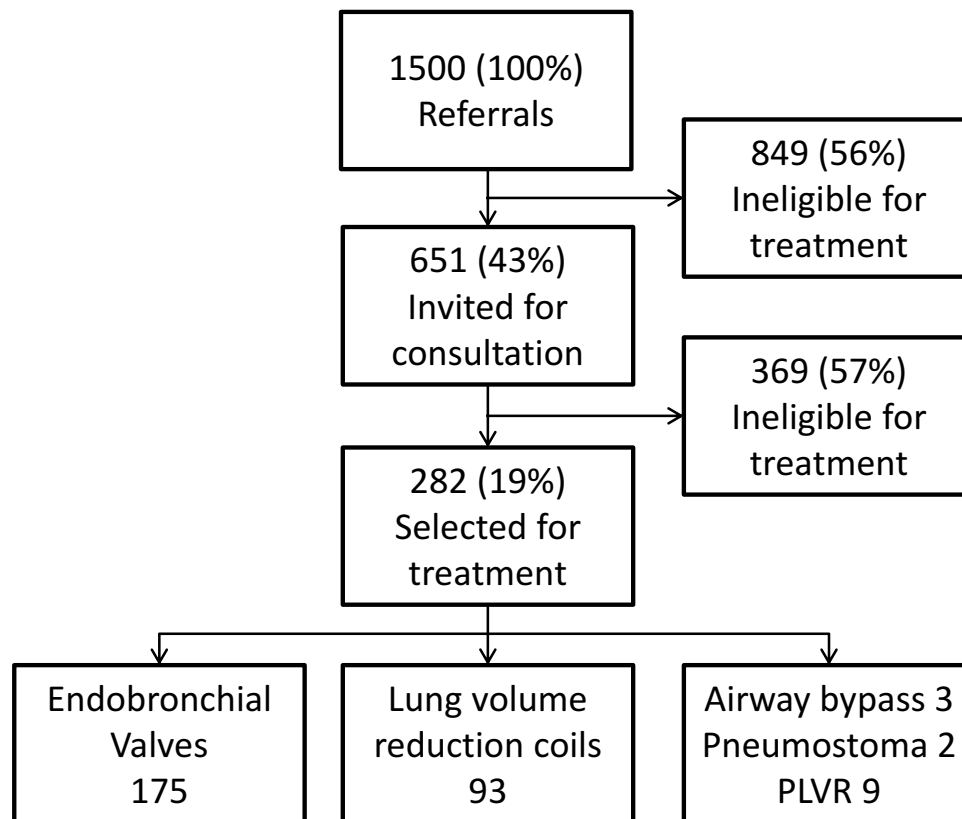 1500 (100%)
Referrals
849 (56%)
Ineligible for
treatment
651 (43%)
Invited for
consultation
369 (57%)
Ineligible for
treatment
282 (19%)
Selected for
treatment
Endobronchial
Valves
175
Lung volume
reduction coils
93
Airway bypass 3
Pneumostoma 2
PLVR 9